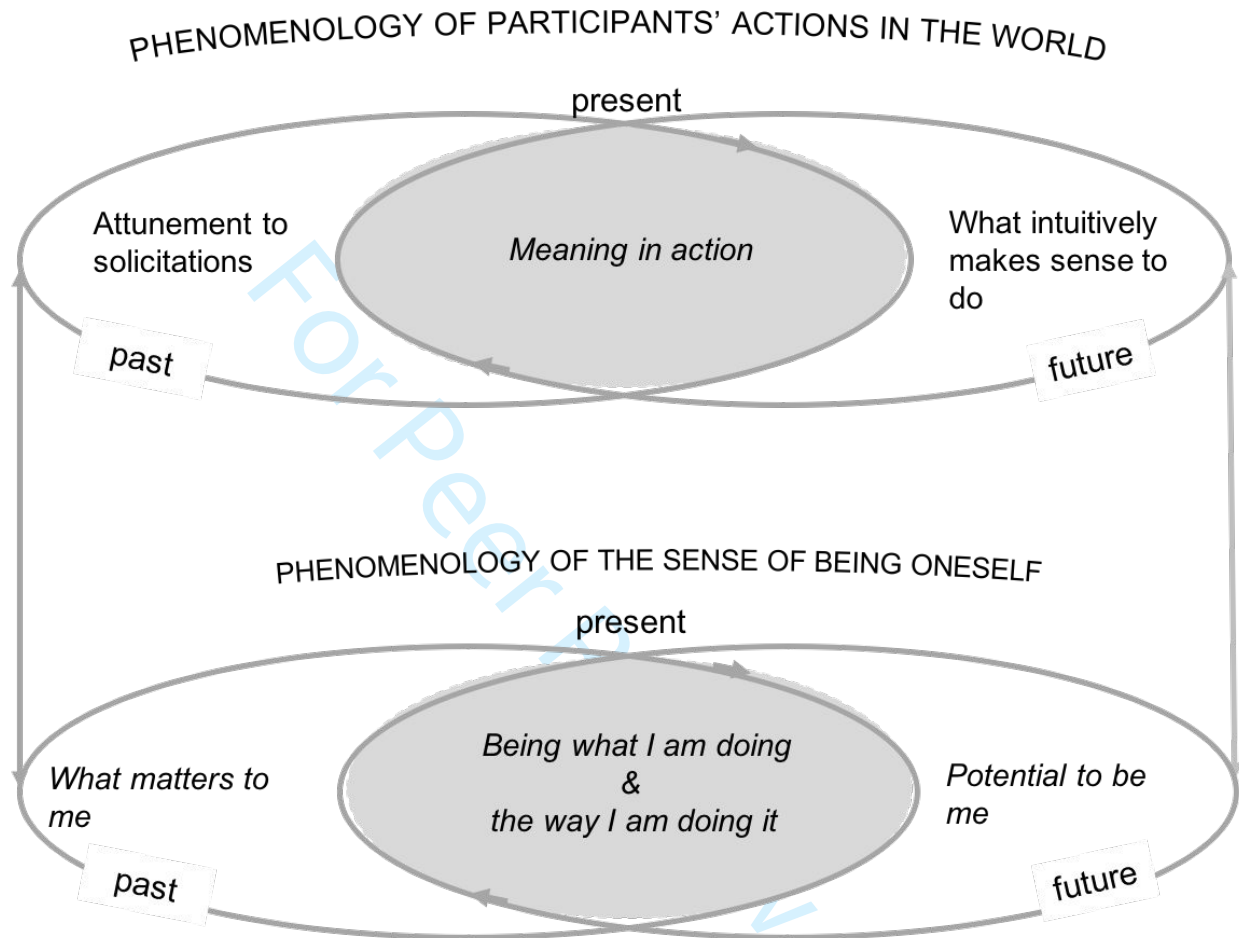 PHENOMENOLOGY OF PARTICIPANTS’ ACTIONS IN THE WORLD
present
Attunement to
solicitations
Meaning in action
What intuitively
makes sense to
do
past
future
For Peer R
PHENOMENOLOGY OF THE SENSE OF BEING ONESELF
present
What matters to
me
Being what I am doing
&
the way I am doing it
Potential to be
me
past
future